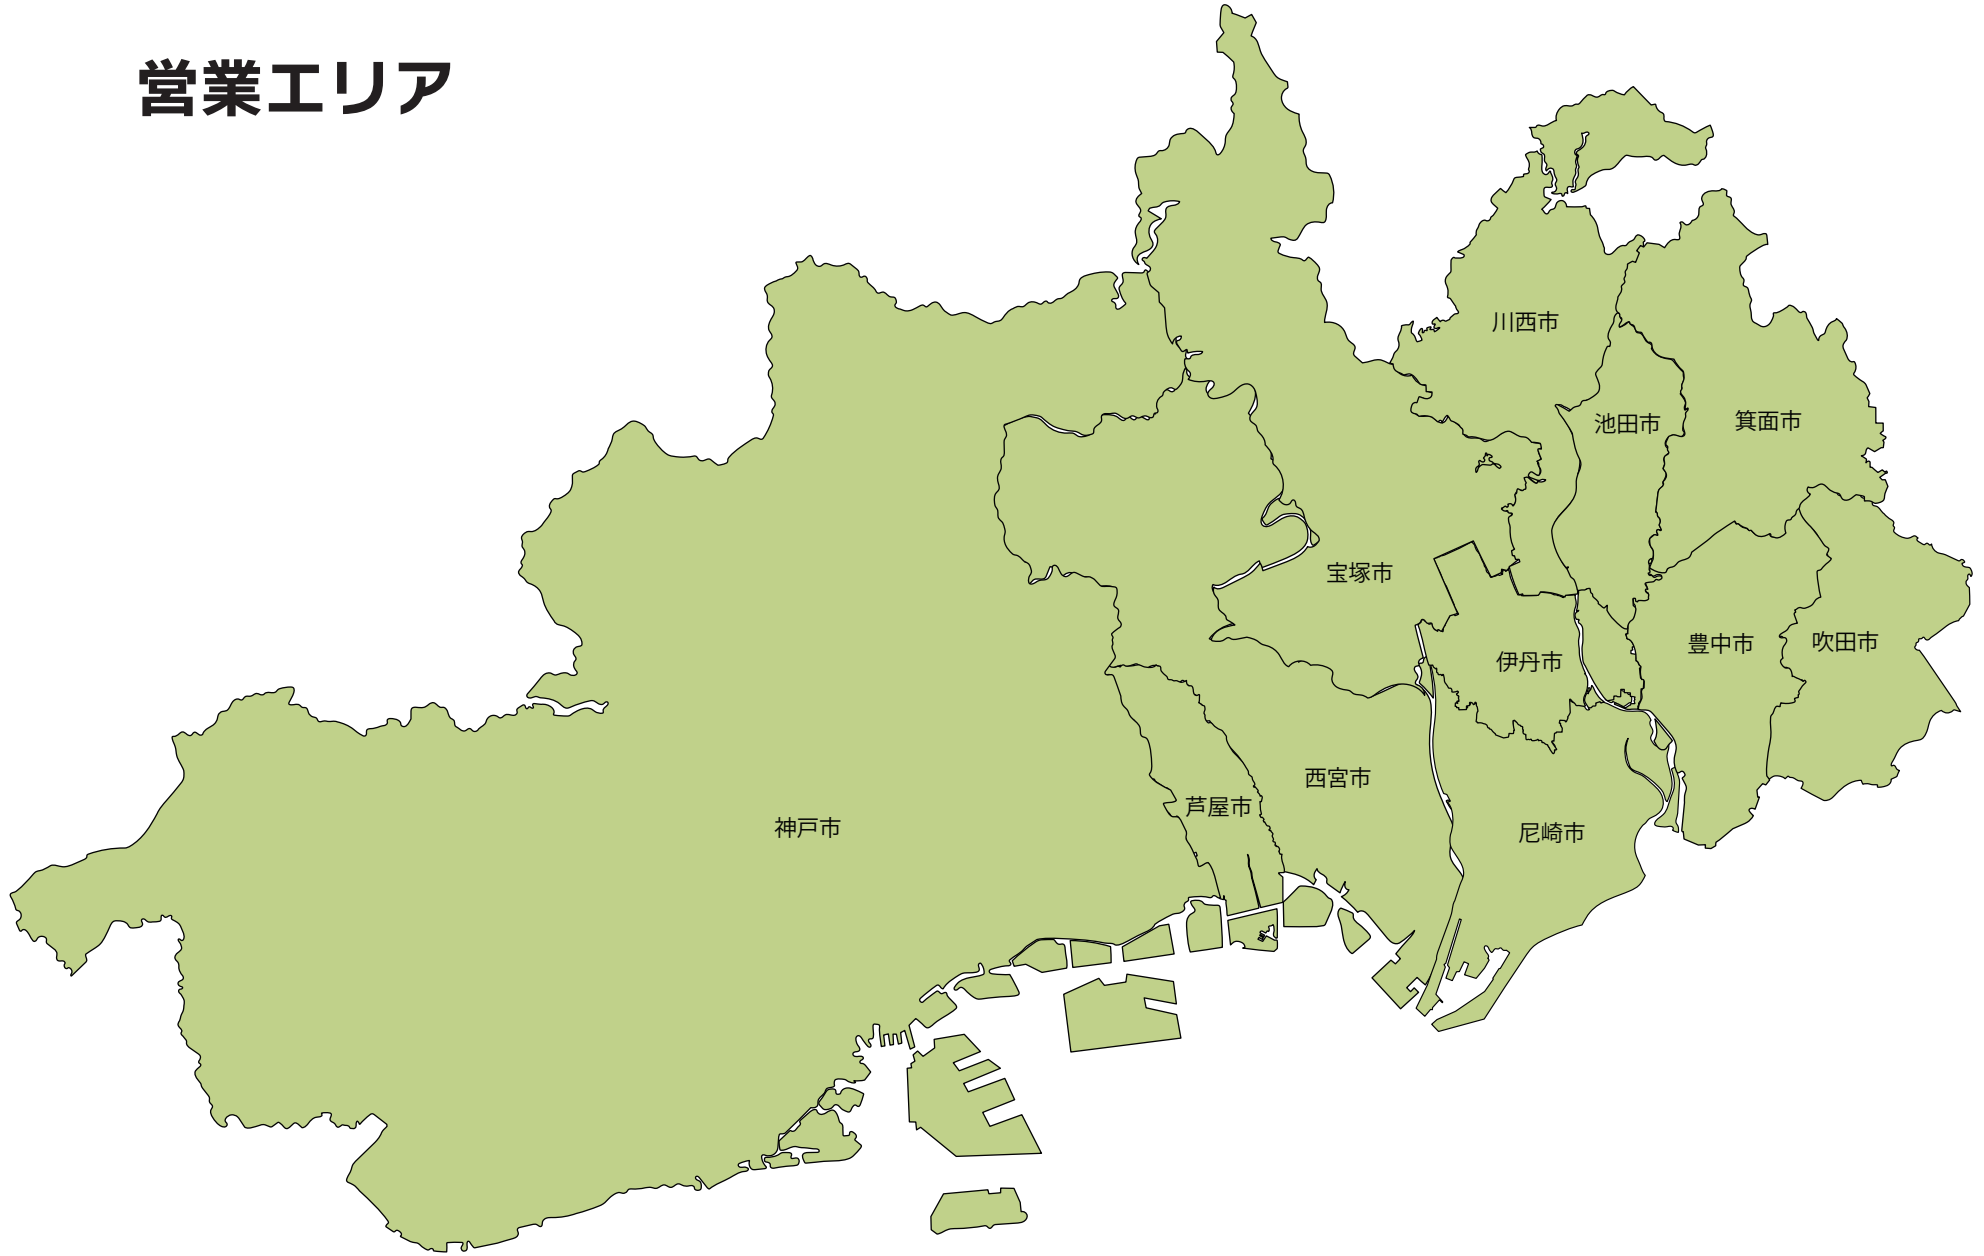 営業エリア
川西市
池田市
箕面市
宝塚市
伊丹市
豊中市
吹田市
西宮市
芦屋市
神戸市
尼崎市